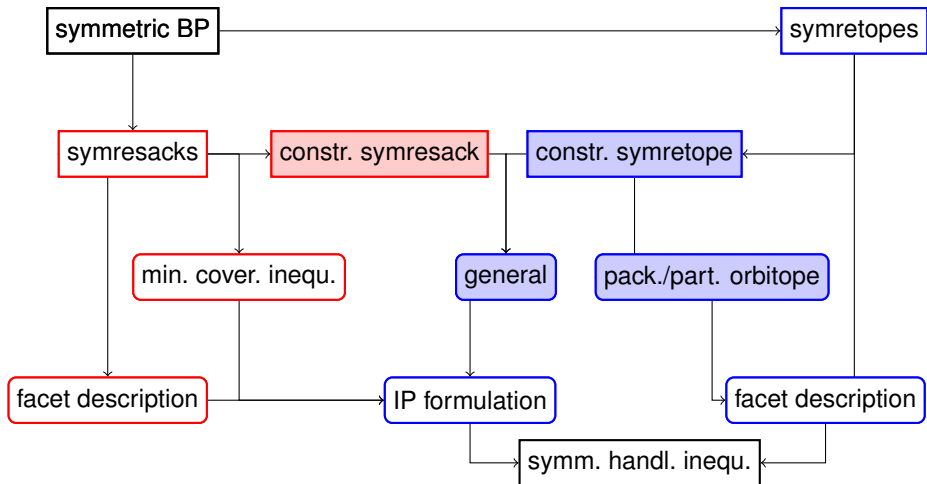 symmetric BP
symretopes
symresacks
constr. symresack
constr. symretope
min. cover. inequ.
general
pack./part. orbitope
facet description
IP formulation
facet description
symm. handl. inequ.